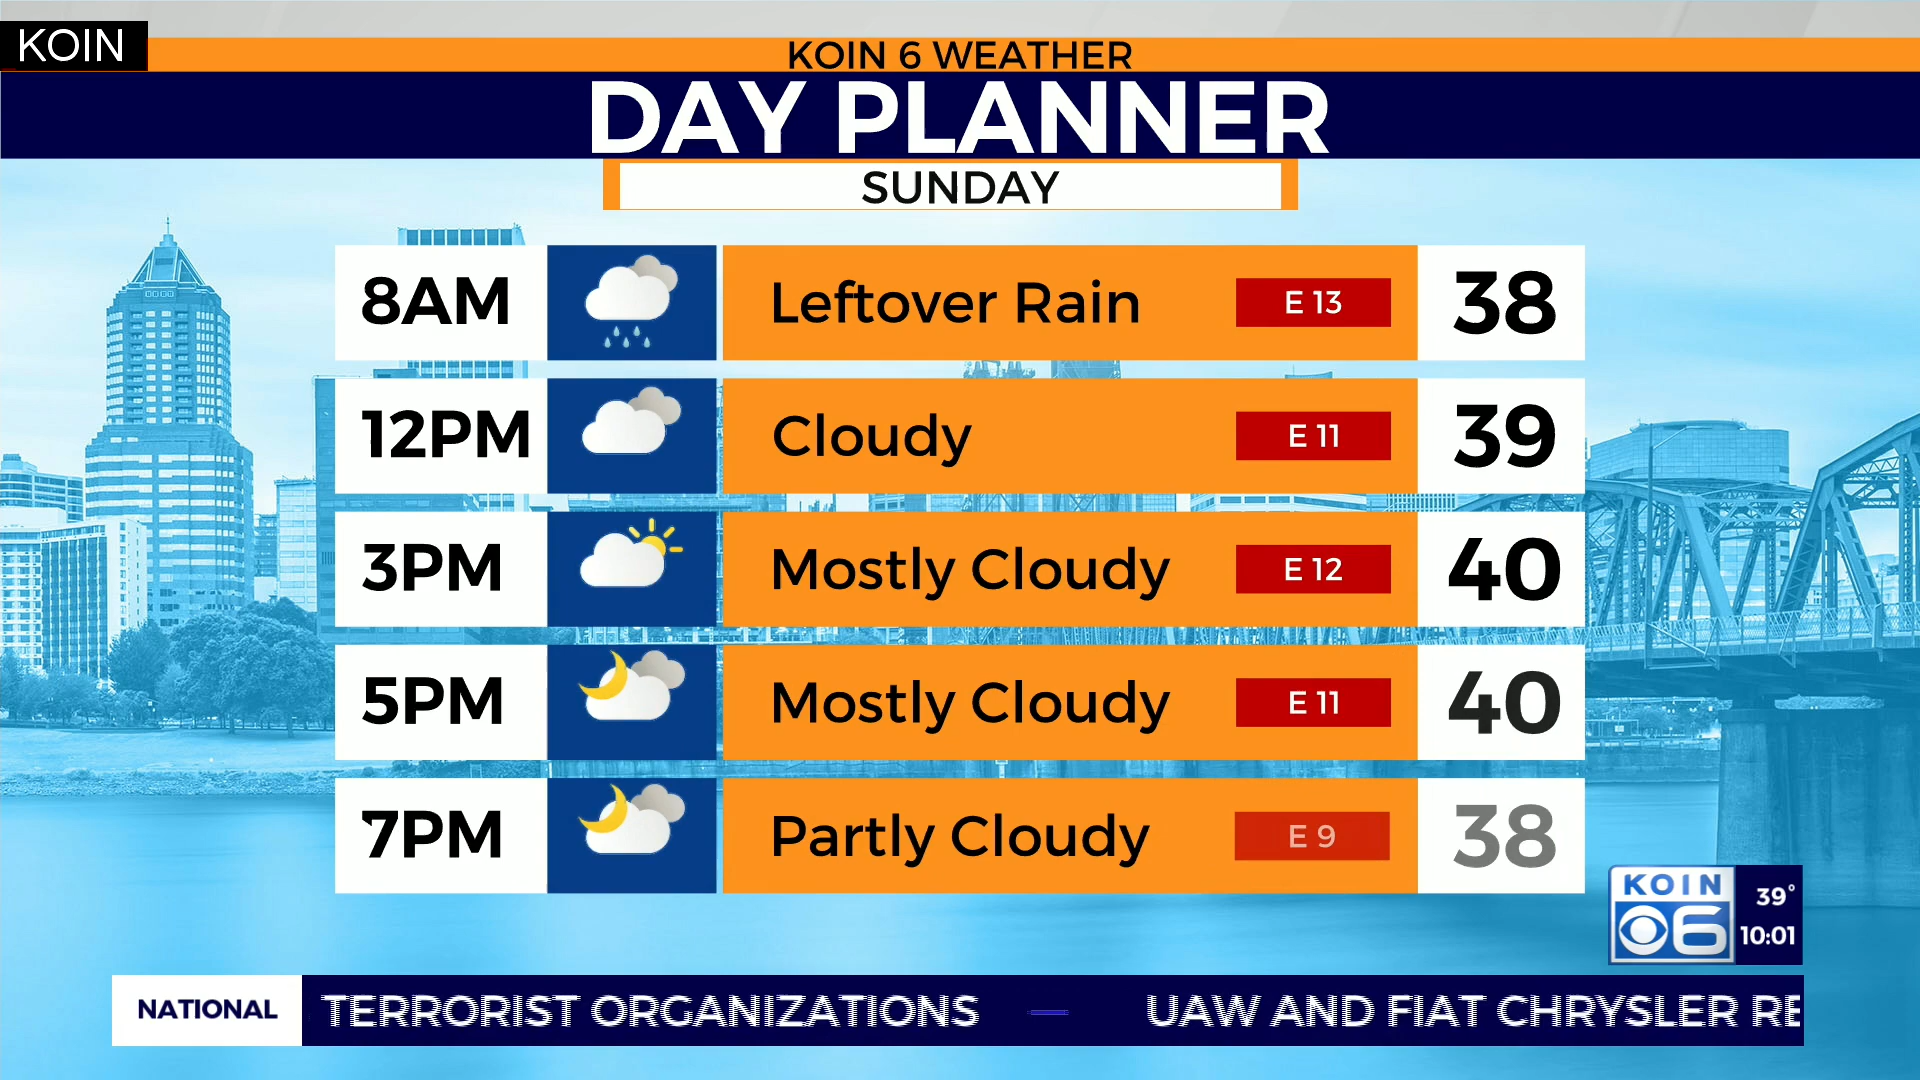 KOIN
KOIN 6 WEATHER
DAY PLANNER
SUNDAY
8AM Leftover Rain E 13 38
12PM Cloudy E 11 39
3PM Mostly Cloudy E 12 40
5PM Mostly Cloudy E 11 40
7PM Partly Cloudy E 9 38
KOIN
6
39°
10:01
NATIONAL TERRORIST ORGANIZATIONS — UAW AND FIAT CHRYSLER RE